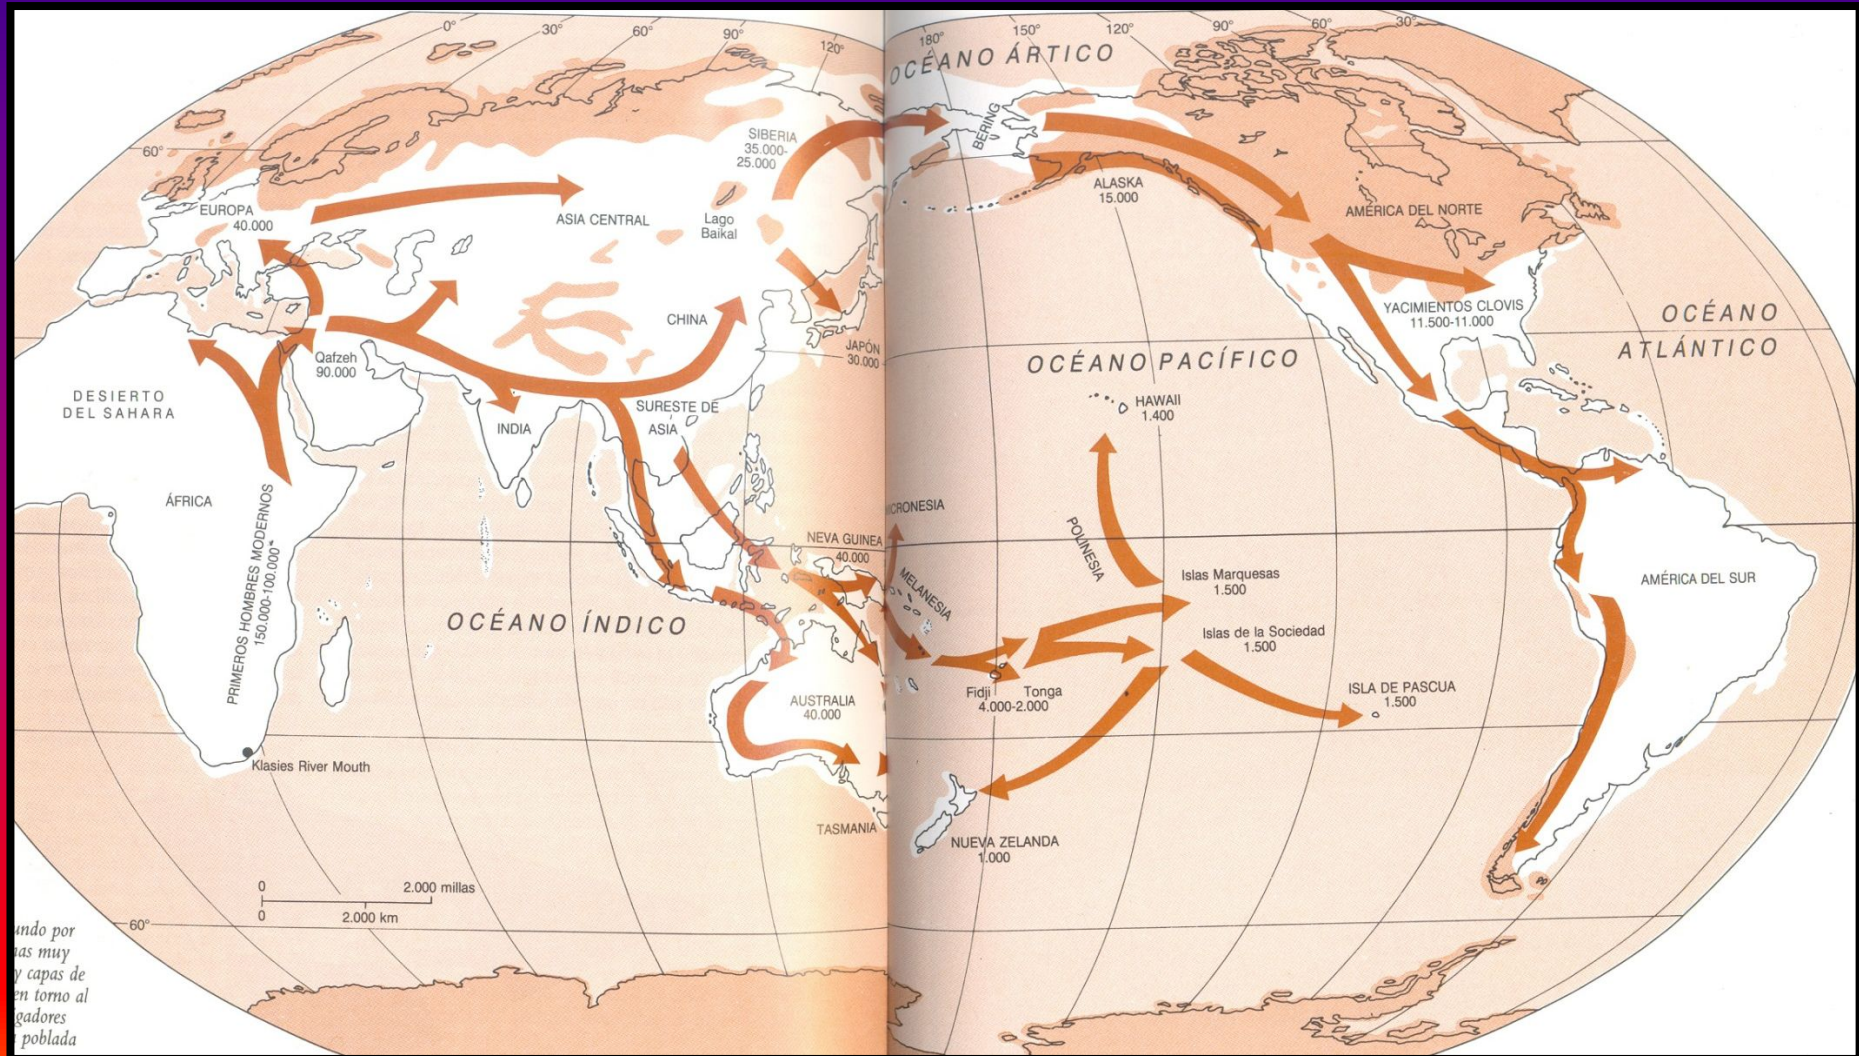 0°
30°
60°
90°
120°
180°
150°
120°
90°
60°
30°
OCÉANO ÁRTICO
60°
SIBERIA
35.000-
25.000
BERING
EUROPA
40.000
ASIA CENTRAL
Lago
Baikal
ALASKA
15.000
AMÉRICA DEL NORTE
CHINA
JAPÓN
30.000
YACIMIENTOS CLOVIS
11.500-11.000
OCÉANO
ATLÁNTICO
Qafzeh
90.000
OCÉANO PACÍFICO
DESIERTO
DEL SAHARA
INDIA
SURESTE DE
ASIA
HAWAII
1.400
ÁFRICA
PRIMEROS HOMBRES MODERNOS
150.000-100.000*
ICRONESIA
NEVA GUINEA
40.000
MELANESIA
POLINESIA
Islas Marquesas
1.500
AMÉRICA DEL SUR
OCÉANO ÍNDICO
Islas de la Sociedad
1.500
AUSTRALIA
40.000
Fidji Tonga
4.000-2.000
ISLA DE PASCUA
1.500
Klasies River Mouth
TASMANIA
NUEVA ZELANDA
1.000
0 2.000 millas
0 2.000 km
60°
undo por
nas muy
y capas de
en torno al
gadores
poblada